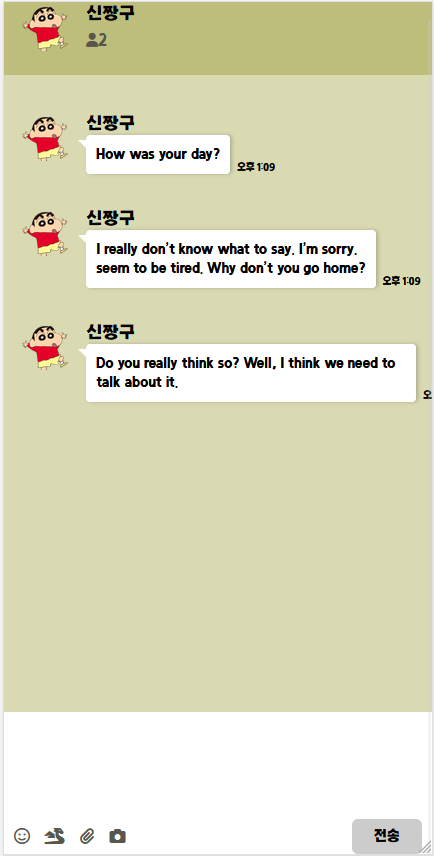 신짱구
2
신짱구
How was your day?
오후 1:09
신짱구
I really don't know what to say. I'm sorry.
seem to be tired. Why don't you go home?
오후 1:09
신짱구
Do you really think so? Well, I think we need to
talk about it.
오
전송